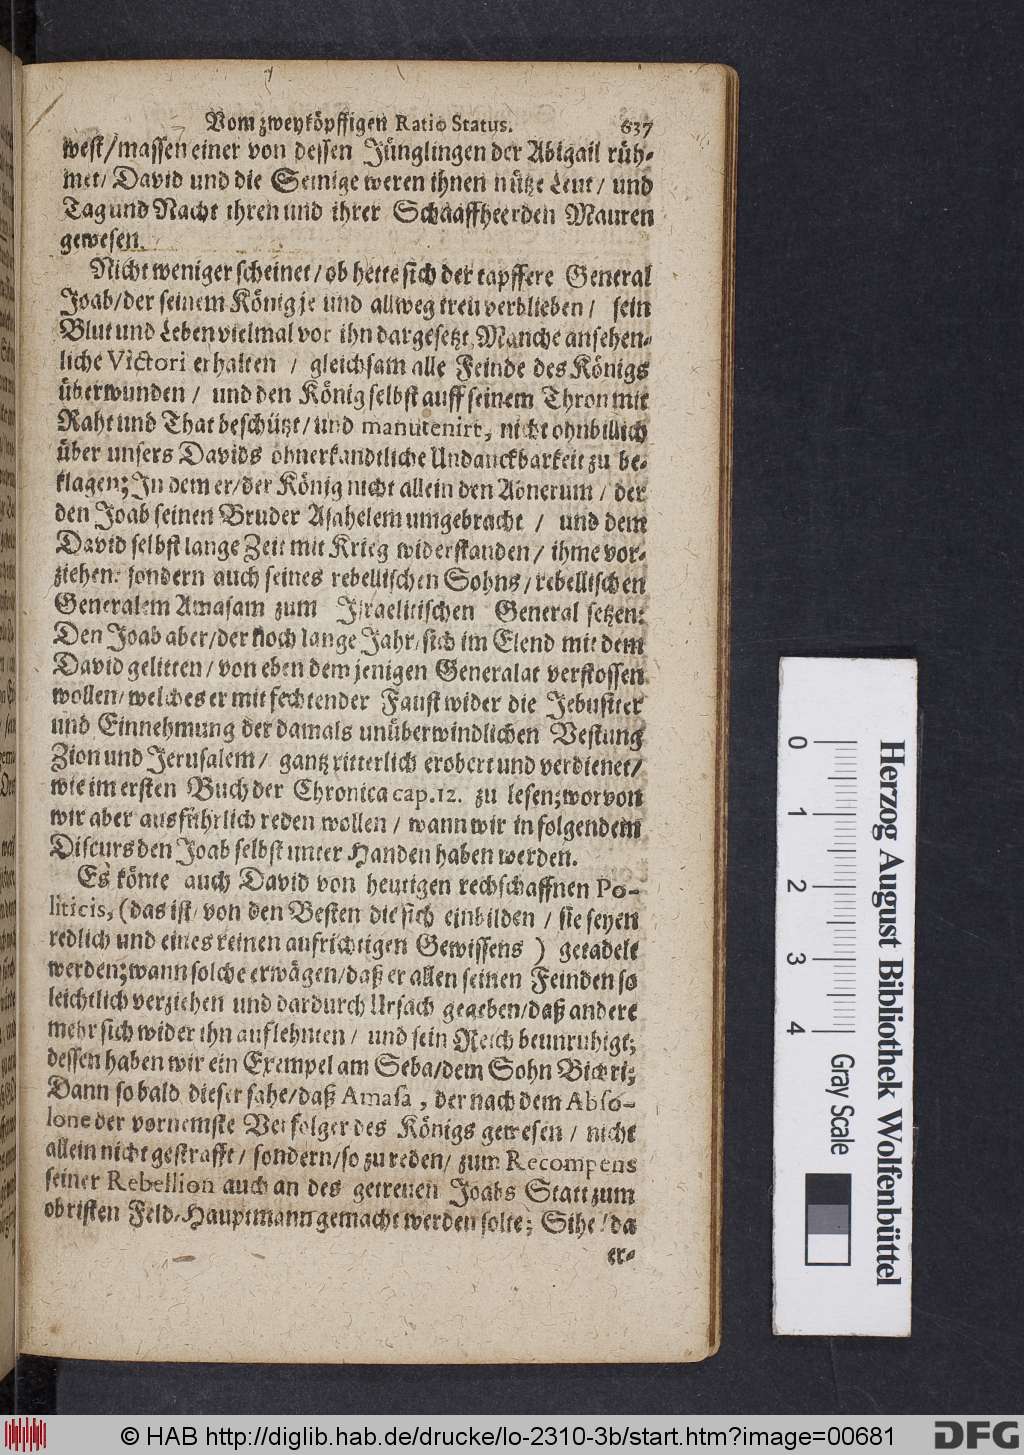 Vom zweyköpffigen Ratio Status. 637
west/massen einer von dessen Jünglingen der Abigail rüh-
met/ David und die Seinige weren ihnen nütze Leut/ und
Tag und Nacht ihren und ihrer Schaaffheerden Mauren
gewesen.
Nicht weniger scheinet/ob hette sich der tapffere General
Joab/der seinem König je und allweg treu verblieben/ sein
Blut und Leben vielmal vor ihn dargesetzt, Manche ansehen-
liche Victori erhalten / gleichsam alle Feinde des Königs
überwunden / und den König selbst auff seinem Thron mit
Raht und That beschützt/und manutenirt, nicht ohnbillich
über unsers Davids ohnerkandtliche Undanckbarkeit zu be-
klagen; In dem er/der König nicht allein den Abnerum / der
den Joab seinen Bruder Asahelem umgebracht / und dem
David selbst lange Zeit mit Krieg widerstanden/ ihme vor-
ziehen: sondern auch seines rebellischen Sohns/rebellischen
Generalem Amasam zum Israelitischen General setzen:
Den Joab aber/der noch lange Jahr/sich im Elend mit dem
David gelitten/von eben dem jenigen Generalat verstossen
wollen/welches er mit fechtender Faust wider die Jebusiter
und Einnehmung der damals unüberwindlichen Vestung
Zion und Jerusalem/ gantz ritterlich erobert und verdienet/
wie im ersten Buch der Chronica cap. 12. zu lesen; worvon
wir aber ausführlich reden wollen / wann wir in folgendem
Discurs den Joab selbst unter Handen haben werden.
Es könte auch David von heutigen rechschaffnen Po-
liticis, (das ist/von den Besten die sich einbilden / sie seyen
redlich und eines reinen aufrichtigen Gewissens ) getadelt
werden; wann solche erwägen/daß er allen seinen Feinden so
leichtlich verziehen und dardurch Ursach gegeben/daß andere
mehr sich wider ihn auflehnten / und sein Reich beunruhigt;
dessen haben wir ein Exempel am Seba/dem Sohn Bichri;
Dann so bald dieser sahe/daß Amasa, der nach dem Abso-
lone der vornemste Verfolger des Königs gewesen / nicht
allein nicht gestrafft/ sondern/so zu reden/ zum Recompens
seiner Rebellion auch an des getreuen Joabs Statt zum
obristen Feld-Hauptmann gemacht werden solte; Sihe! da
er-
0 1 2 3 4
Gray Scale
Herzog August Bibliothek Wolfenbüttel
© HAB http://diglib.hab.de/drucke/lo-2310-3b/start.htm?image=00681
DFG